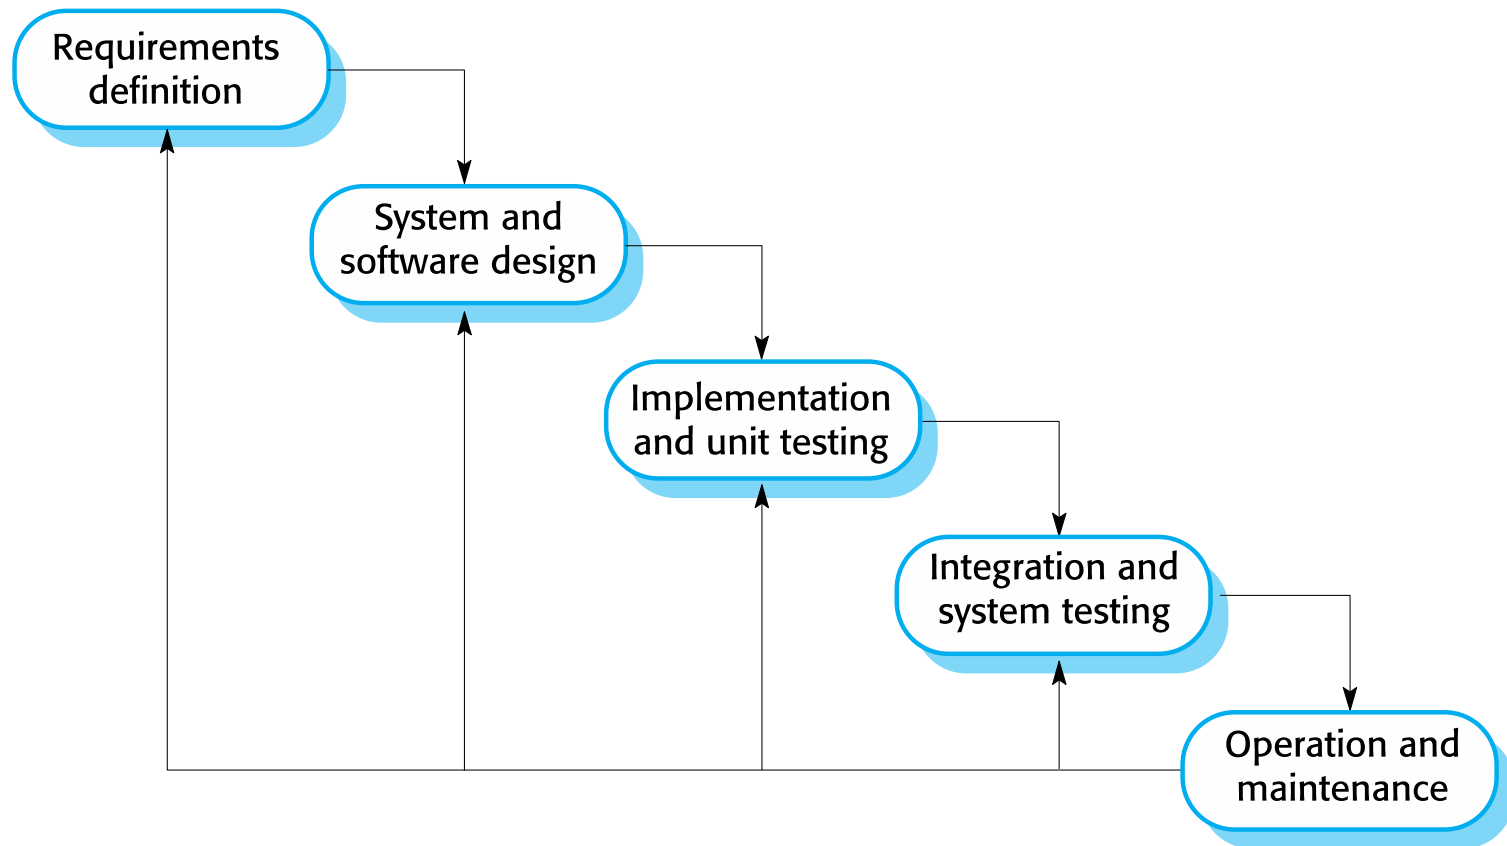 Requirements
definition
System and
software design
Implementation
and unit testing
Integration and
system testing
Operation and
maintenance